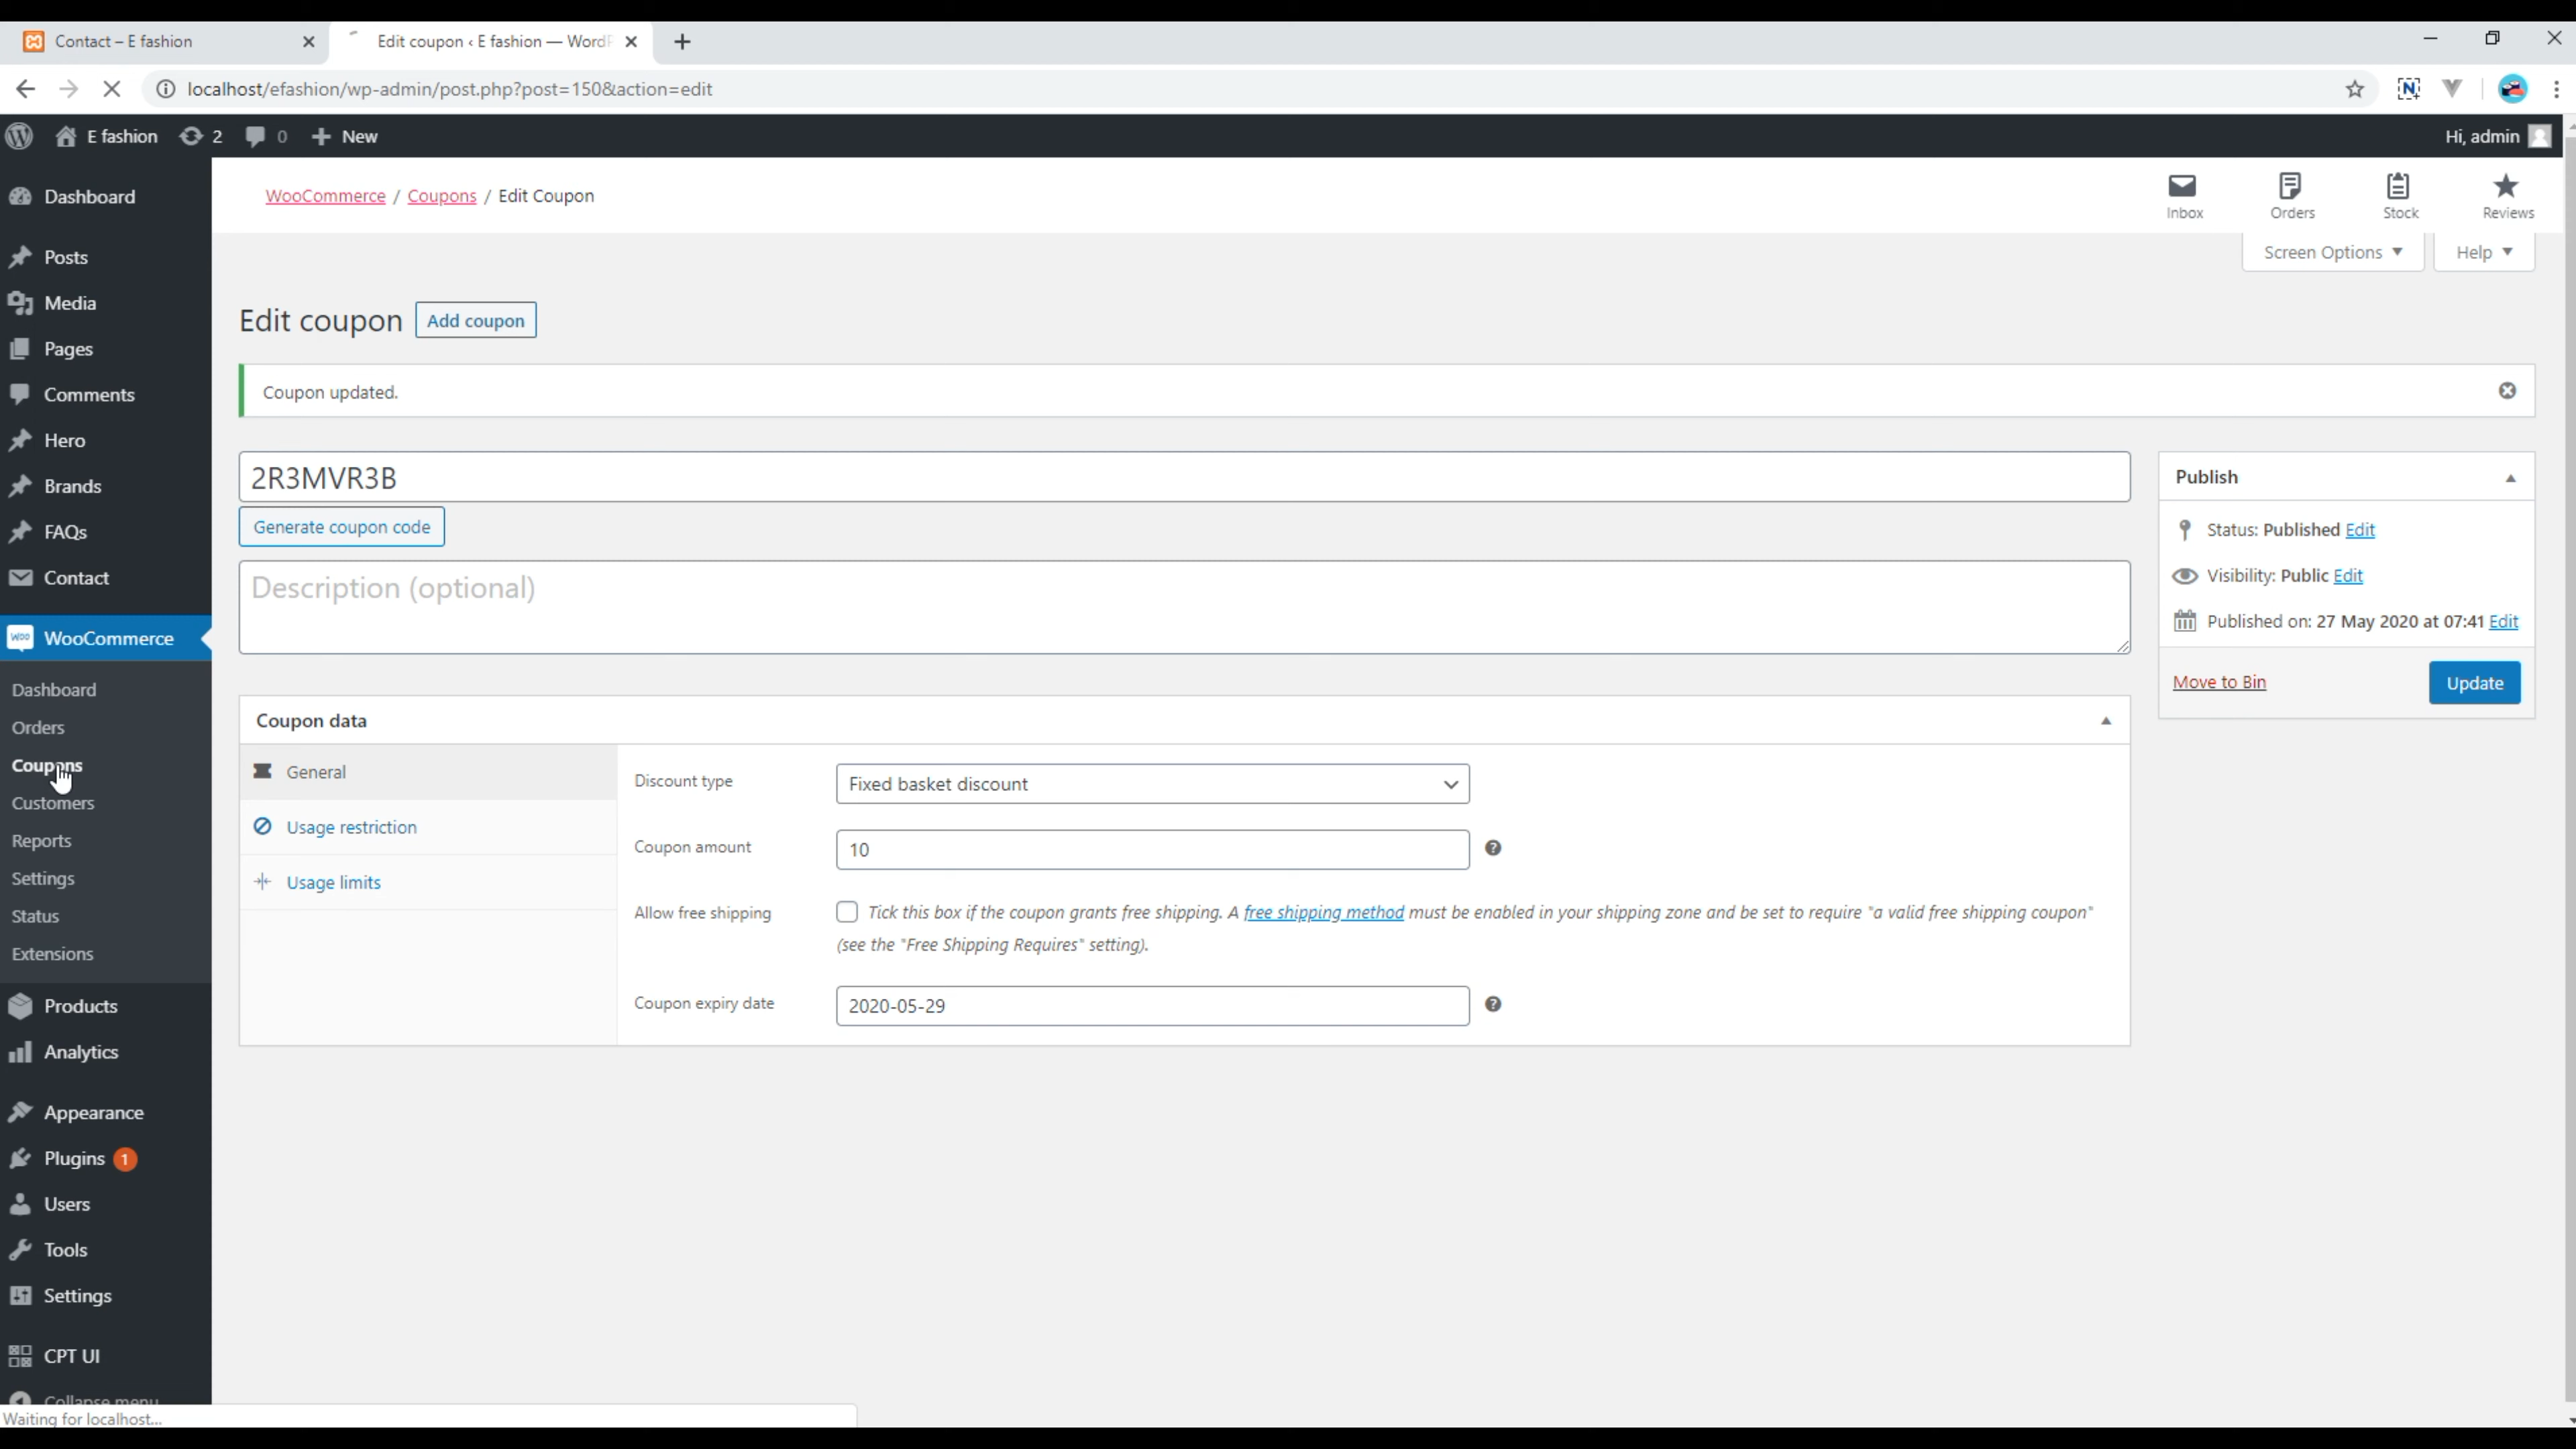 Contact – E fashion
Edit coupon ‹ E fashion — WordP
localhost/efashion/wp-admin/post.php?post=150&action=edit
E fashion 2 0 New
Hi, admin
Dashboard
Posts
Media
Pages
Comments
Hero
Brands
FAQs
Contact
WooCommerce
Dashboard
Orders
Coupons
Customers
Reports
Settings
Status
Extensions
Products
Analytics
Appearance
Plugins 1
Users
Tools
Settings
CPT UI
Collapse menu
Waiting for localhost...
WooCommerce / Coupons / Edit Coupon
Inbox
Orders
Stock
Reviews
Screen Options
Help
Edit coupon Add coupon
Coupon updated.
2R3MVR3B
Generate coupon code
Description (optional)
Coupon data
General
Usage restriction
Usage limits
Discount type Fixed basket discount
Coupon amount 10
Allow free shipping Tick this box if the coupon grants free shipping. A free shipping method must be enabled in your shipping zone and be set to require "a valid free shipping coupon"
(see the "Free Shipping Requires" setting).
Coupon expiry date 2020-05-29
Publish
Status: Published Edit
Visibility: Public Edit
Published on: 27 May 2020 at 07:41 Edit
Move to Bin
Update